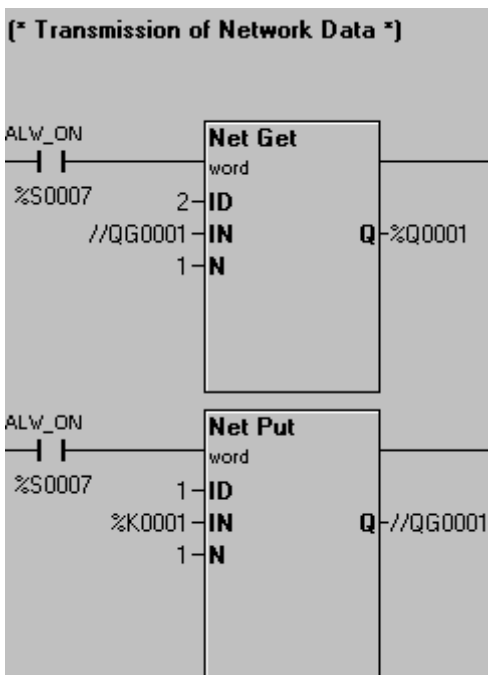 (* Transmission of Network Data *)
ALW_ON
Net Get
word
%S0007
2 ID
//QG0001 IN Q %Q0001
1 N
ALW_ON
Net Put
word
%S0007
1 ID
%K0001 IN Q //QG0001
1 N